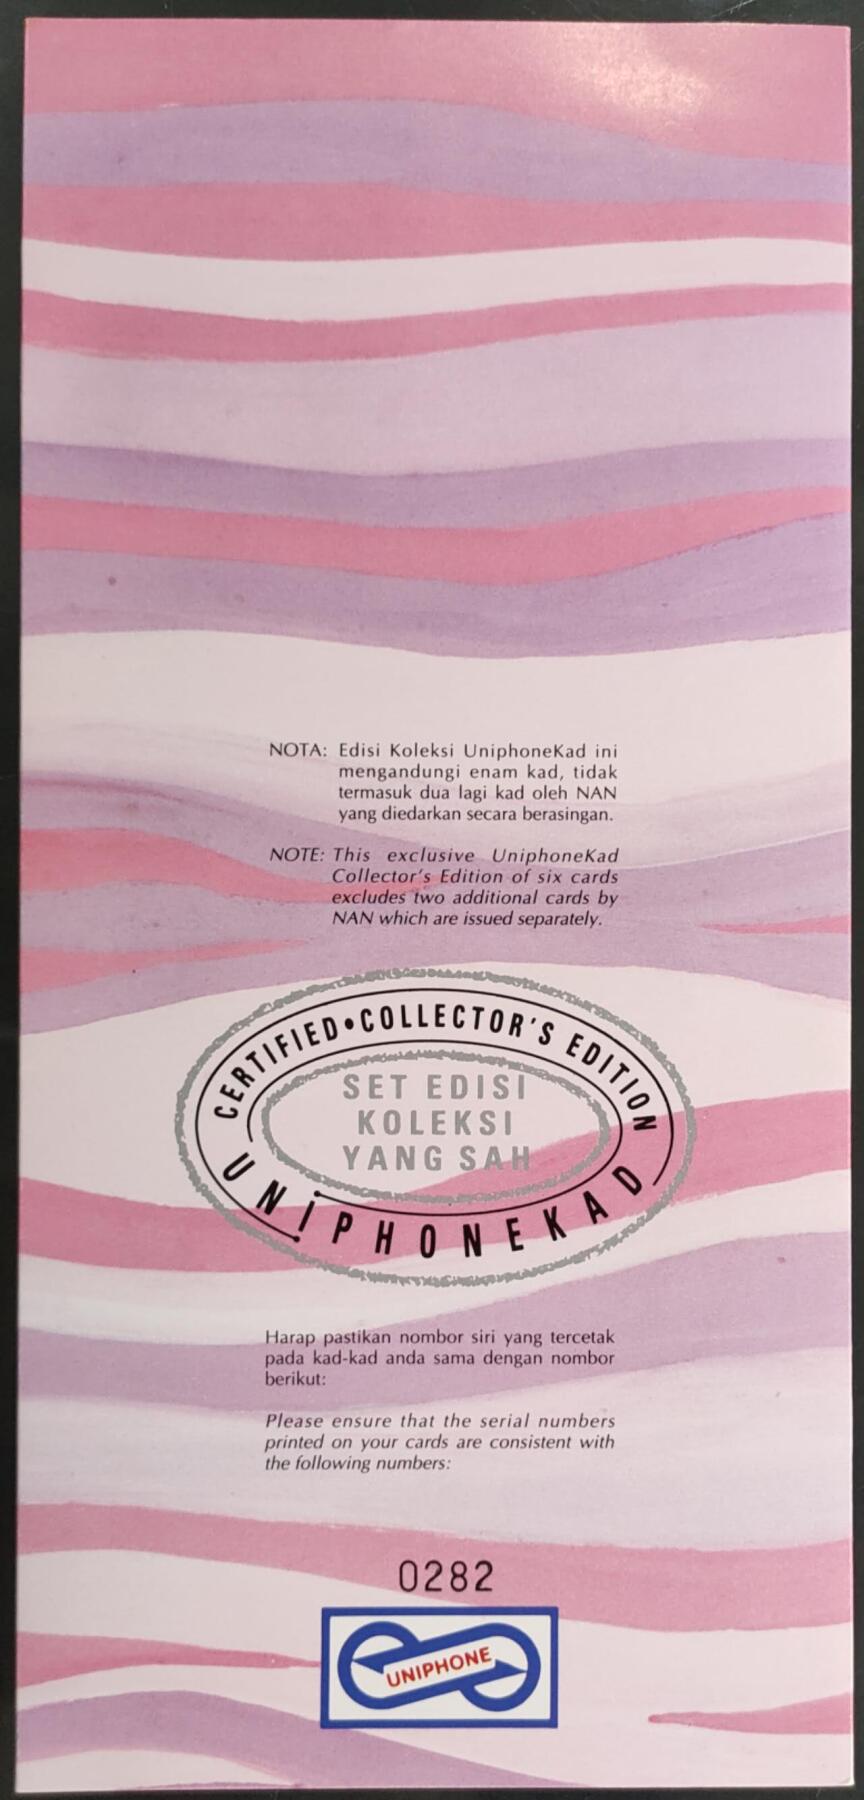 NOTA: Edisi Koleksi UniphoneKad ini
mengandungi enam kad, tidak
termasuk dua lagi kad oleh NAN
yang diedarkan secara berasingan.
NOTE: This exclusive UniphoneKad
Collector's Edition of six cards
excludes two additional cards by
NAN which are issued separately.
CERTIFIED•COLLECTOR'S EDITION
SET EDISI
KOLEKSI
YANG SAH
UNiPHONEKAD
Harap pastikan nombor siri yang tercetak
pada kad-kad anda sama dengan nombor
berikut:
Please ensure that the serial numbers
printed on your cards are consistent with
the following numbers:
0282
UNIPHONE